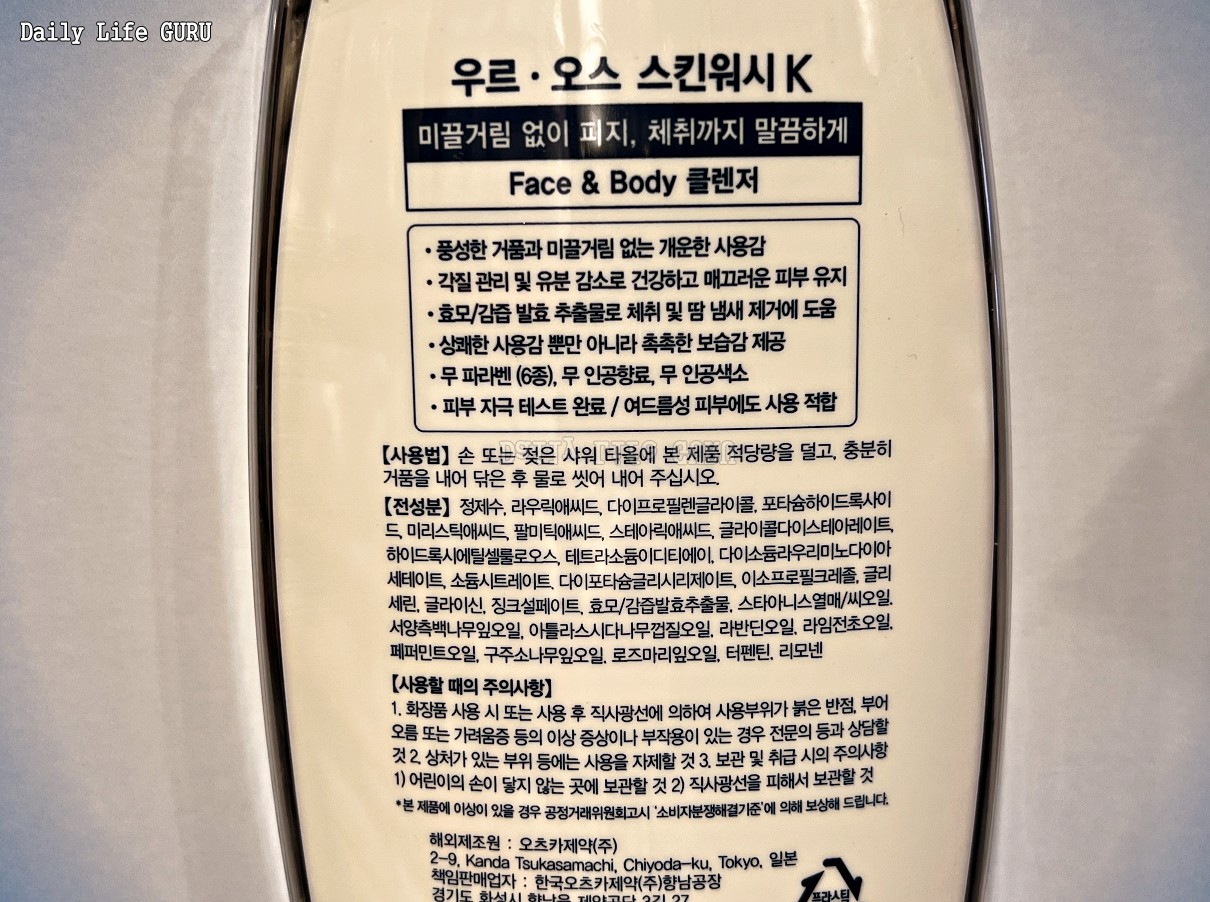 Daily Life GURU
우르·오스 스킨워시 K
미끌거림 없이 피지, 체취까지 말끔하게
Face & Body 클렌저
• 풍성한 거품과 미끌거림 없는 개운한 사용감
• 각질 관리 및 유분 감소로 건강하고 매끄러운 피부 유지
• 효모/감즙 발효 추출물로 체취 및 땀 냄새 제거에 도움
• 상쾌한 사용감 뿐만 아니라 촉촉한 보습감 제공
• 무 파라벤 (6종), 무 인공향료, 무 인공색소
• 피부 자극 테스트 완료 / 여드름성 피부에도 사용 적합
【사용법】 손 또는 젖은 샤워 타올에 본 제품 적당량을 덜고, 충분히
거품을 내어 닦은 후 물로 씻어 내어 주십시오.
【전성분】 정제수, 라우릭애씨드, 다이프로필렌글라이콜, 포타슘하이드록사이
드, 미리스틱애씨드, 팔미틱애씨드, 스테아릭애씨드, 글라이콜다이스테아레이트,
하이드록시에틸셀룰로오스, 테트라소듐이디티에이, 다이소듐라우리미노다이아
세테이트, 소듐시트레이트, 다이포타슘글리시리제이트, 이소프로필크레졸, 글리
세린, 글라이신, 징크설페이트, 효모/감즙발효추출물, 스타아니스열매/씨오일,
서양측백나무잎오일, 아틀라스시다나무껍질오일, 라반딘오일, 라임전초오일,
페퍼민트오일, 구주소나무잎오일, 로즈마리잎오일, 터펜틴, 리모넨
【사용할 때의 주의사항】
1. 화장품 사용 시 또는 사용 후 직사광선에 의하여 사용부위가 붉은 반점, 부어
오름 또는 가려움증 등의 이상 증상이나 부작용이 있는 경우 전문의 등과 상담할
것 2. 상처가 있는 부위 등에는 사용을 자제할 것 3. 보관 및 취급 시의 주의사항
1) 어린이의 손이 닿지 않는 곳에 보관할 것 2) 직사광선을 피해서 보관할 것
*본 제품에 이상이 있을 경우 공정거래위원회고시 '소비자분쟁해결기준'에 의해 보상해 드립니다.
해외제조원 : 오츠카제약(주)
2-9, Kanda Tsukasamachi, Chiyoda-ku, Tokyo, 일본
책임판매업자 : 한국오츠카제약(주)향남공장
경기도 화성시 향남읍 제약공단 3길 27
플라스틱